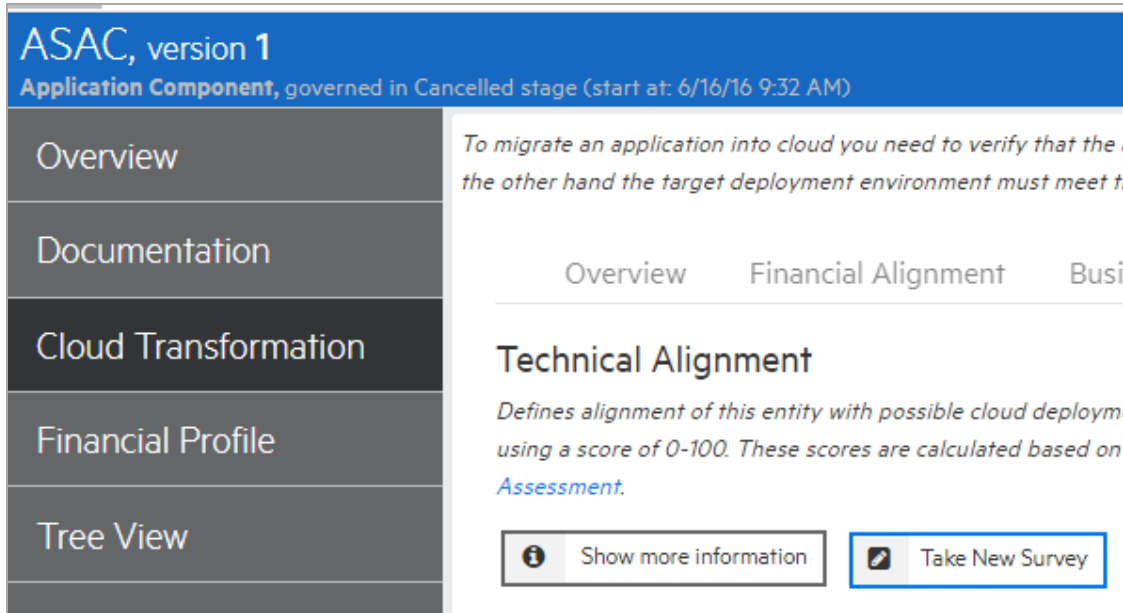 ASAC, version 1
Application Component, governed in Cancelled stage (start at: 6/16/16 9:32 AM)
Overview
Documentation
Cloud Transformation
Financial Profile
Tree View
To migrate an application into cloud you need to verify that the
the other hand the target deployment environment must meet
Overview Financial Alignment Busi
Technical Alignment
Defines alignment of this entity with possible cloud deploym
using a score of 0-100. These scores are calculated based on
Assessment.
Show more information Take New Survey